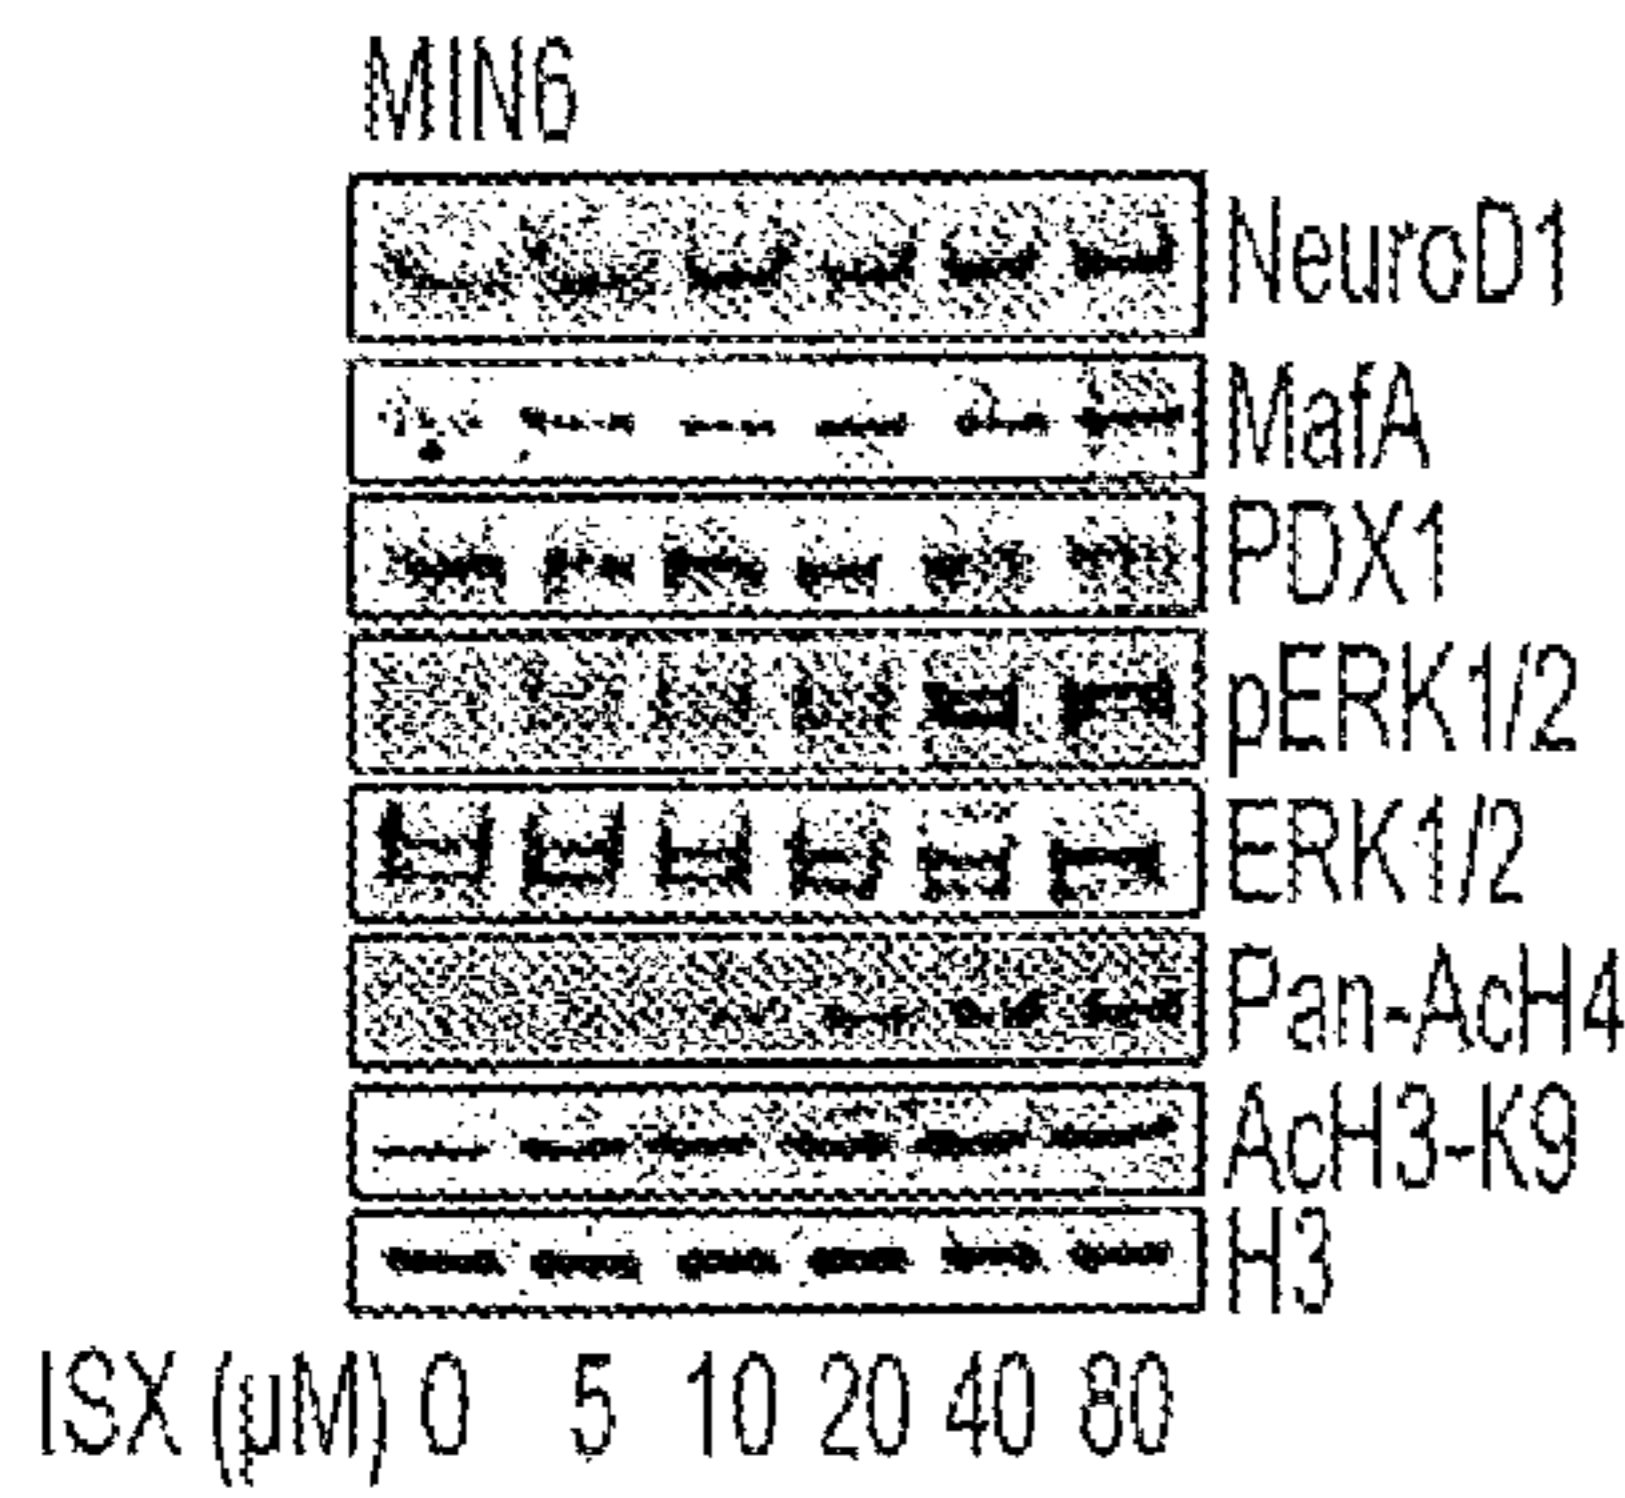 MIN6
NeuroD1
MafA
PDX1
pERK1/2
ERK1/2
Pan-AcH4
AcH3-K9
H3
ISX (µM) 0 5 10 20 40 80